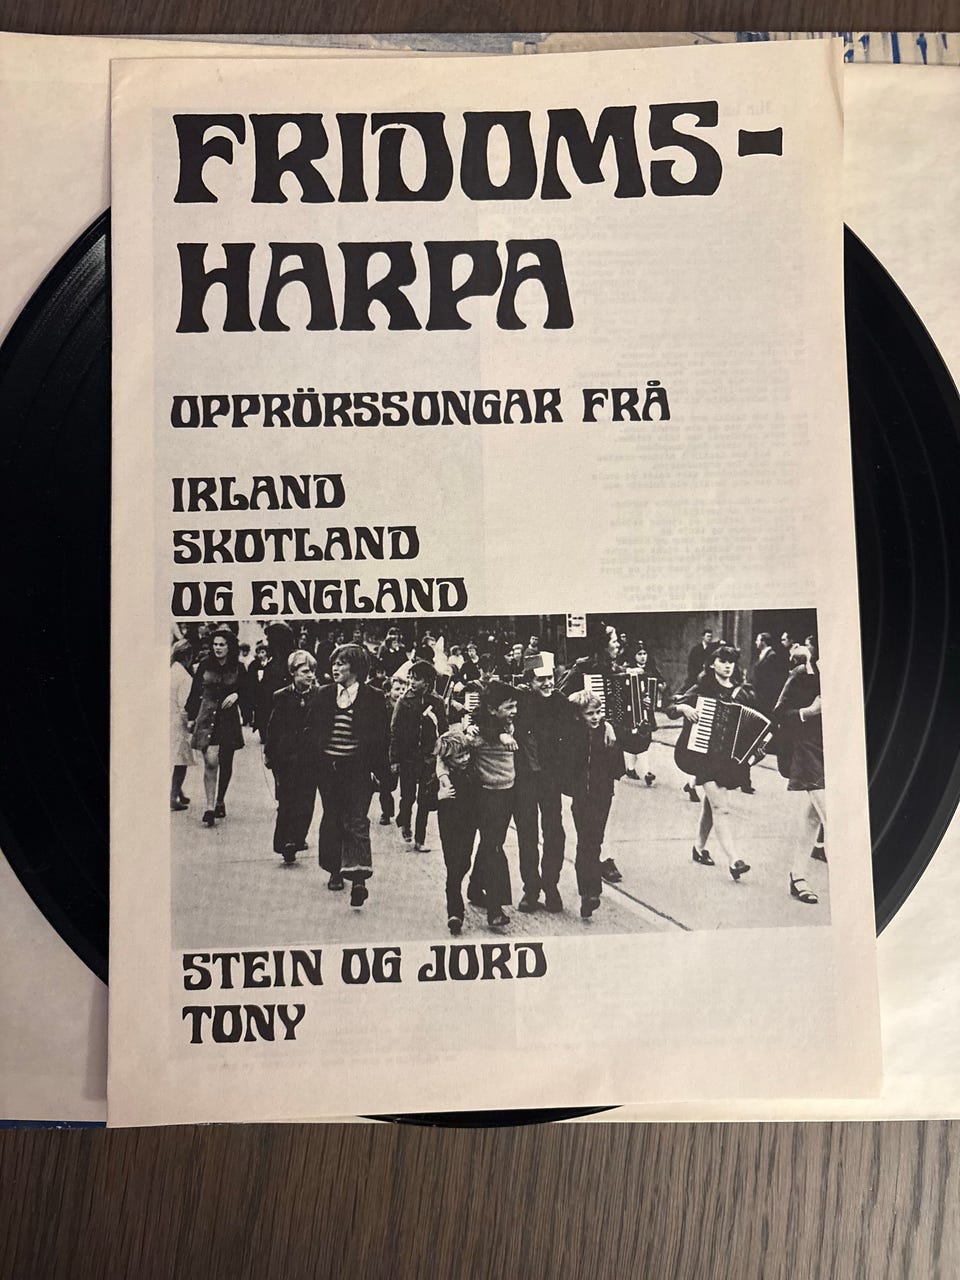 FRIDOMS-
HARPA
OPPRÖRSSONGAR FRÅ
IRLAND
SKOTLAND
OG ENGLAND
STEIN OG JORD
TONY